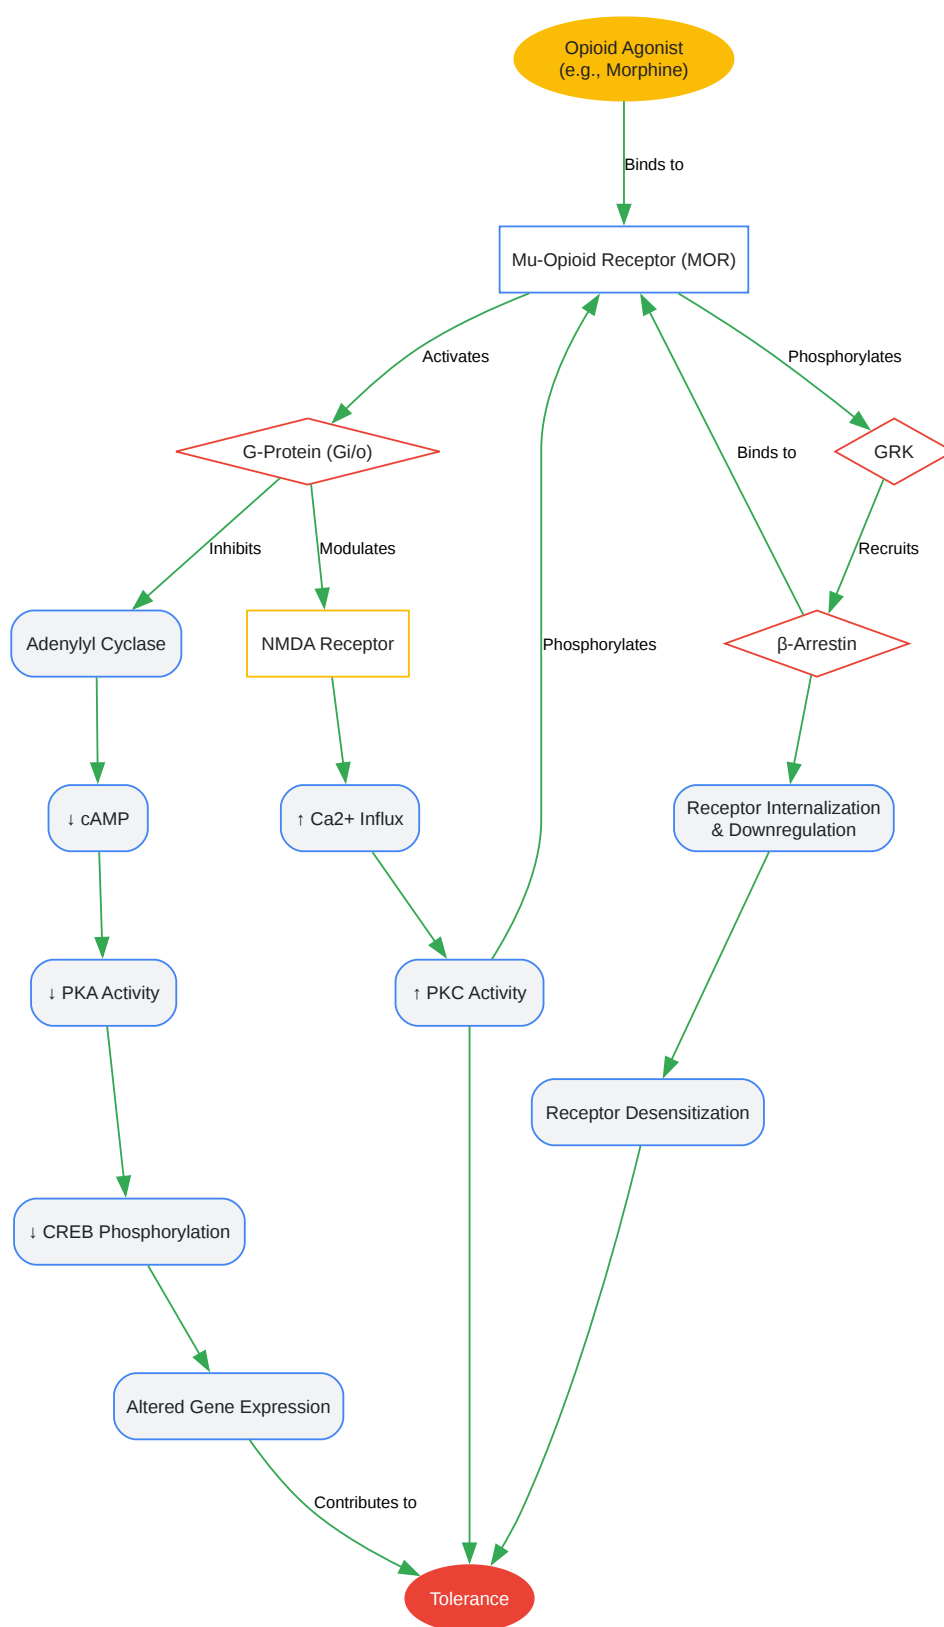 Opioid Agonist
(e.g., Morphine)
Binds to
Mu-Opioid Receptor (MOR)
Activates
Phosphorylates
G-Protein (Gi/o)
Binds to
GRK
Inhibits
Modulates
Recruits
Adenylyl Cyclase
NMDA Receptor
Phosphorylates
β-Arrestin
↓ cAMP
↑ Ca2+ Influx
Receptor Internalization
& Downregulation
↓ PKA Activity
↑ PKC Activity
Receptor Desensitization
↓ CREB Phosphorylation
Altered Gene Expression
Contributes to
Tolerance